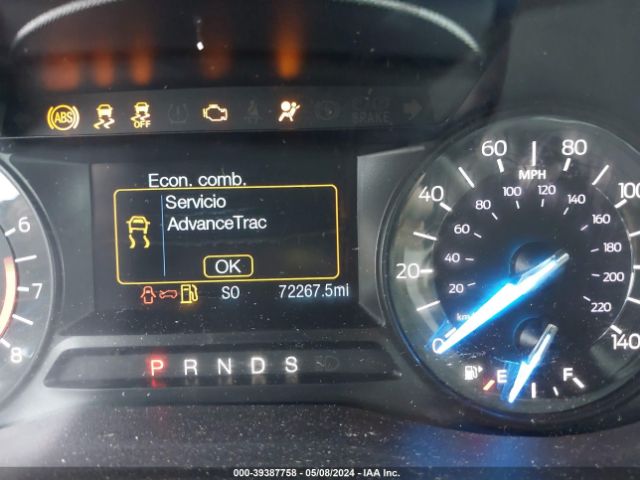 ABS OFF BRAKE
Econ. comb.
Servicio
AdvanceTrac
OK
S0 72267.5mi
P R N D S
6
7
8
0 20 40 60 80 100 140
MPH
20 40 60 80 100 120 140 160 180 200 220
km
E F
000-39387758 - 05/08/2024 - IAA Inc.